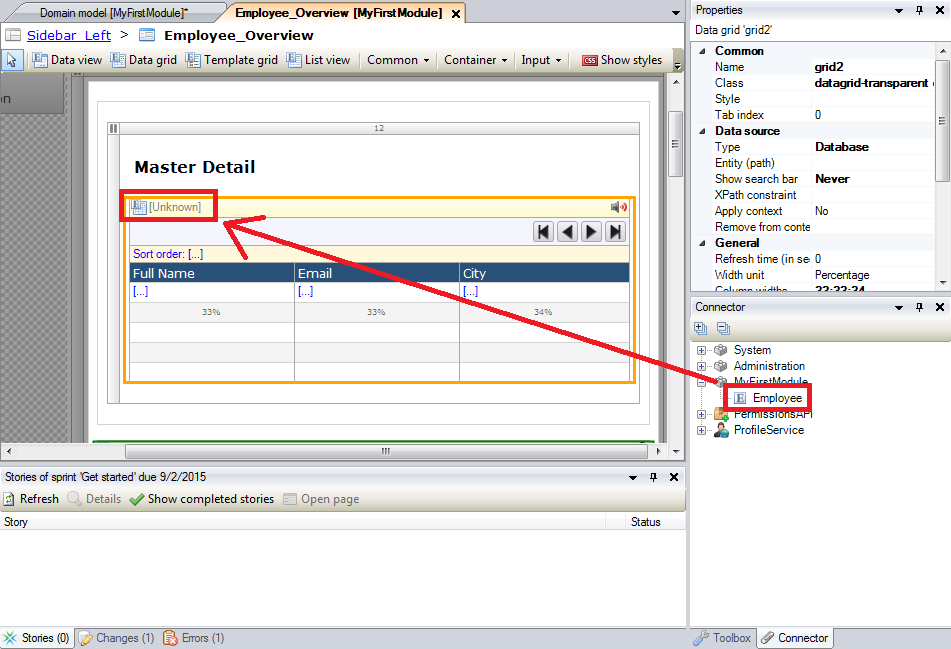 Domain model [MyFirstModule]*
Employee_Overview [MyFirstModule]
Sidebar_Left > Employee_Overview
Data view Data grid Template grid List view Common Container Input CSS Show styles
on
12
Master Detail
[Unknown]
Sort order: [...]
Full Name Email City
[...] [...] [...]
33% 33% 34%
Properties
Data grid 'grid2'
Common
Name grid2
Class datagrid-transparent
Style
Tab index 0
Data source
Type Database
Entity (path)
Show search bar Never
XPath constraint
Apply context No
Remove from conte
General
Refresh time (in se 0
Width unit Percentage
Column widths 33:33:34
Connector
System
Administration
MyFirstModule
E Employee
PermissionsAPI
ProfileService
Stories of sprint 'Get started' due 9/2/2015
Refresh Details Show completed stories Open page
Story Status
Stories (0) Changes (1) Errors (1)
Toolbox Connector